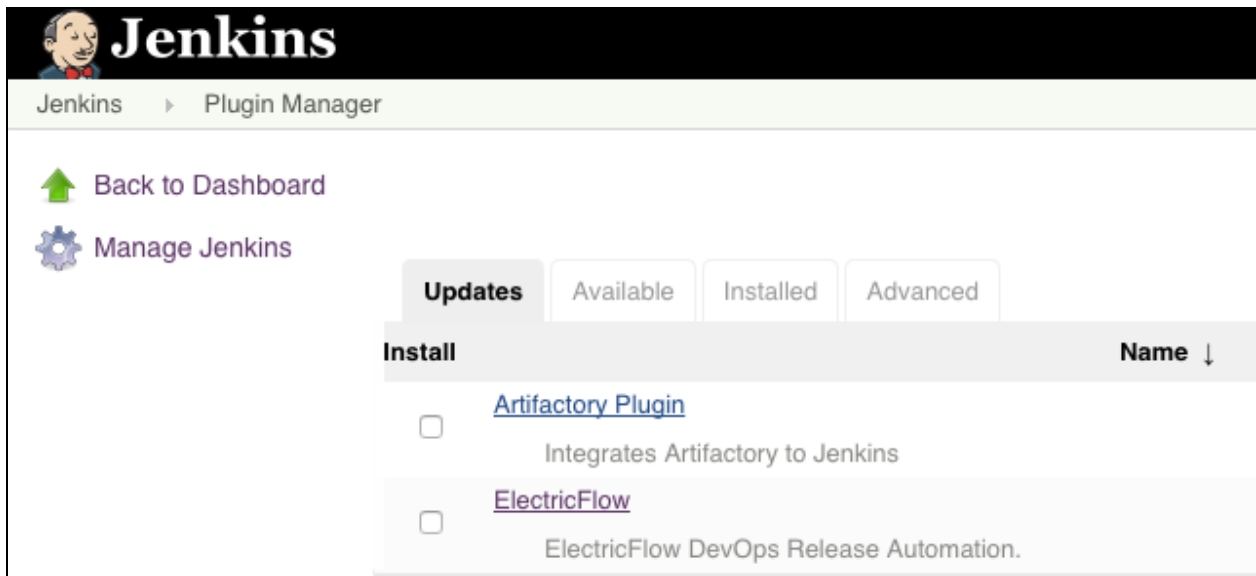 Jenkins
Jenkins Plugin Manager
Back to Dashboard
Manage Jenkins
Updates Available Installed Advanced
Install Name ↓
Artifactory Plugin
Integrates Artifactory to Jenkins
ElectricFlow
ElectricFlow DevOps Release Automation.